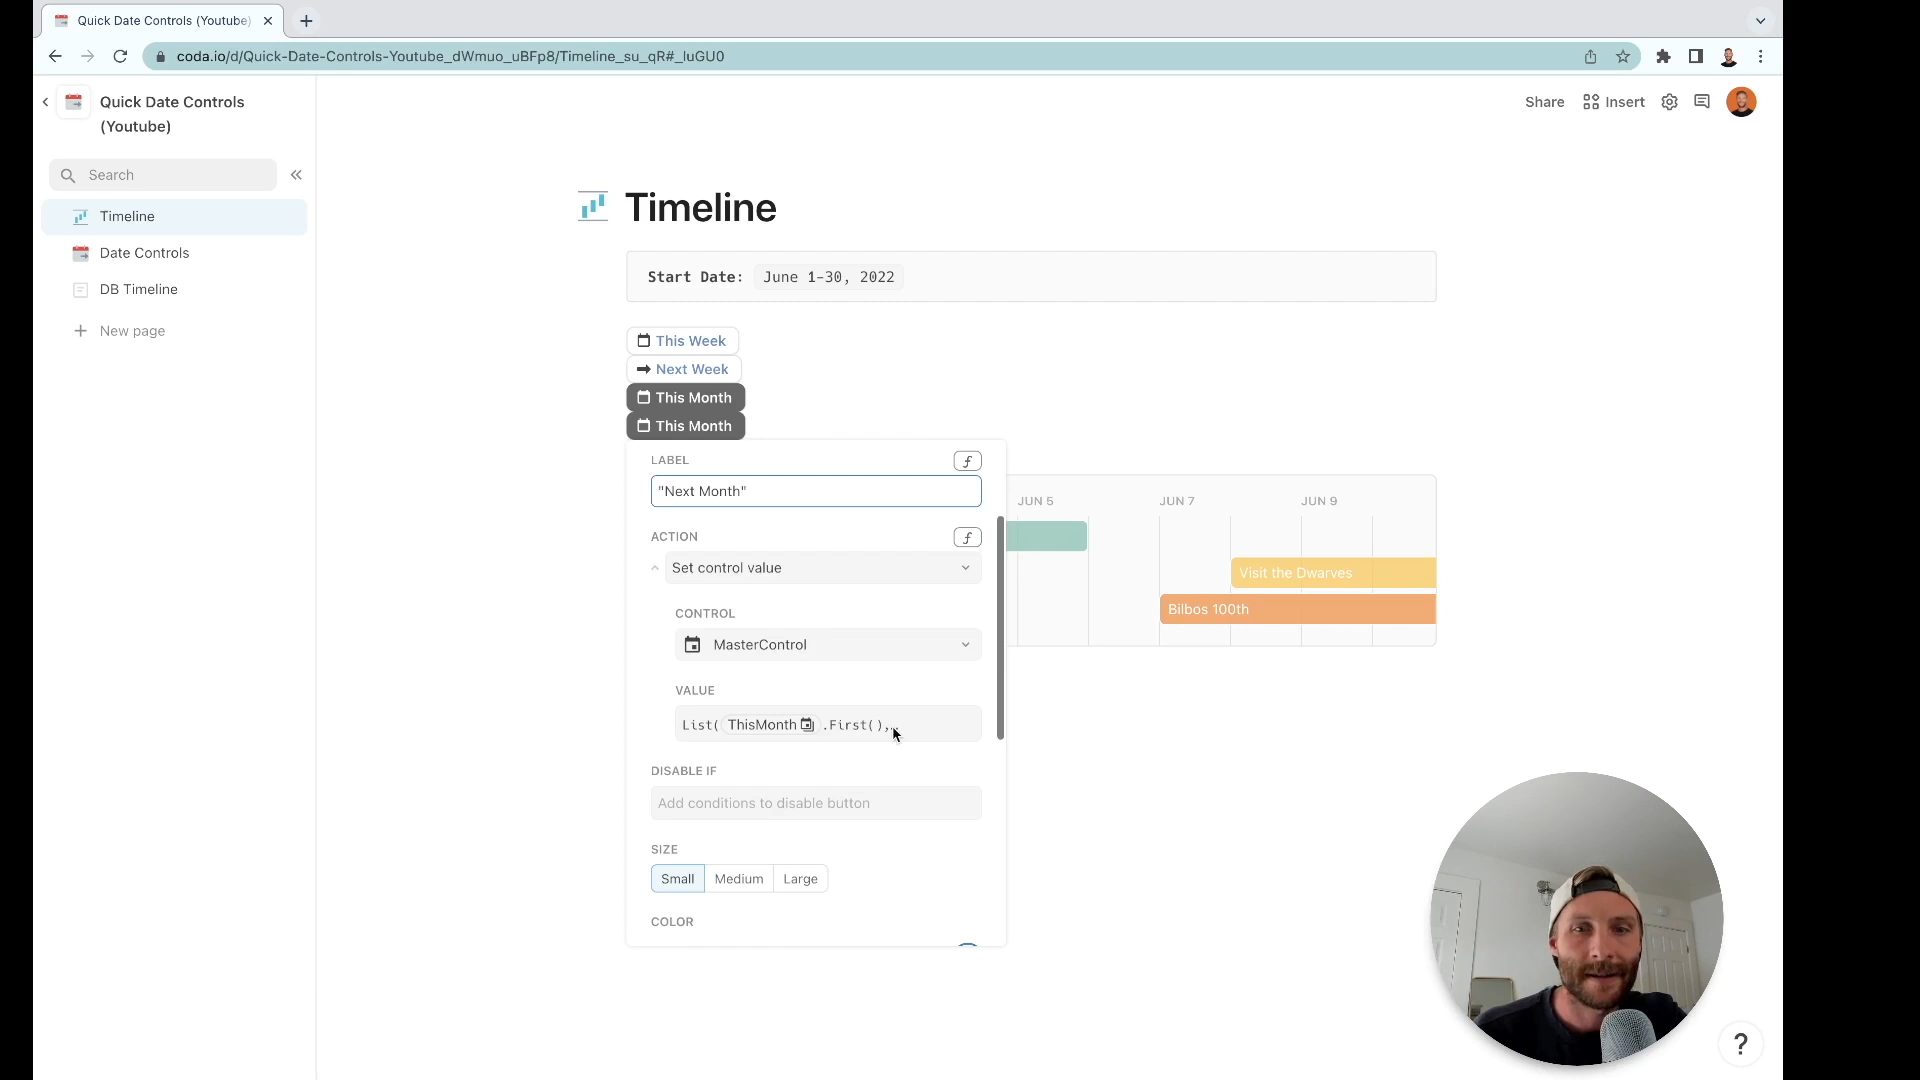 Quick Date Controls (Youtube)
coda.io/d/Quick-Date-Controls-Youtube_dWmuo_uBFp8/Timeline_su_qR#_luGU0
Quick Date Controls
(Youtube)
Share
Insert
Search
Timeline
Date Controls
DB Timeline
New page
Timeline
Start Date: June 1-30, 2022
This Week
Next Week
This Month
This Month
LABEL
"Next Month"
ACTION
Set control value
CONTROL
MasterControl
VALUE
List( ThisMonth .First(),…
DISABLE IF
Add conditions to disable button
SIZE
Small Medium Large
COLOR
JUN 5 JUN 7 JUN 9
Visit the Dwarves
Bilbos 100th
?